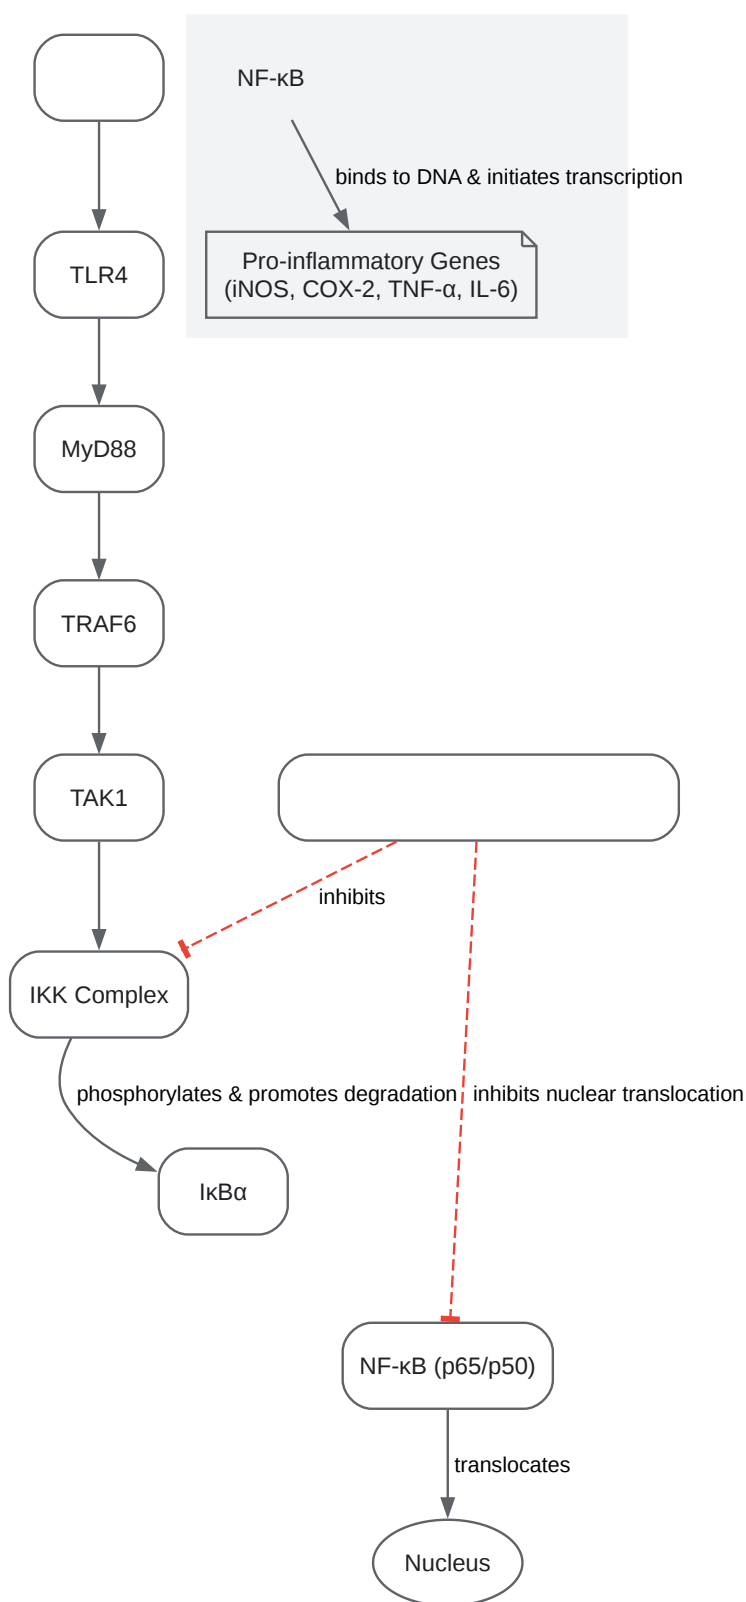 NF-κB
binds to DNA & initiates transcription
TLR4
Pro-inflammatory Genes
(iNOS, COX-2, TNF-α, IL-6)
MyD88
TRAF6
TAK1
inhibits
IKK Complex
phosphorylates & promotes degradation
inhibits nuclear translocation
IκBα
NF-κB (p65/p50)
translocates
Nucleus